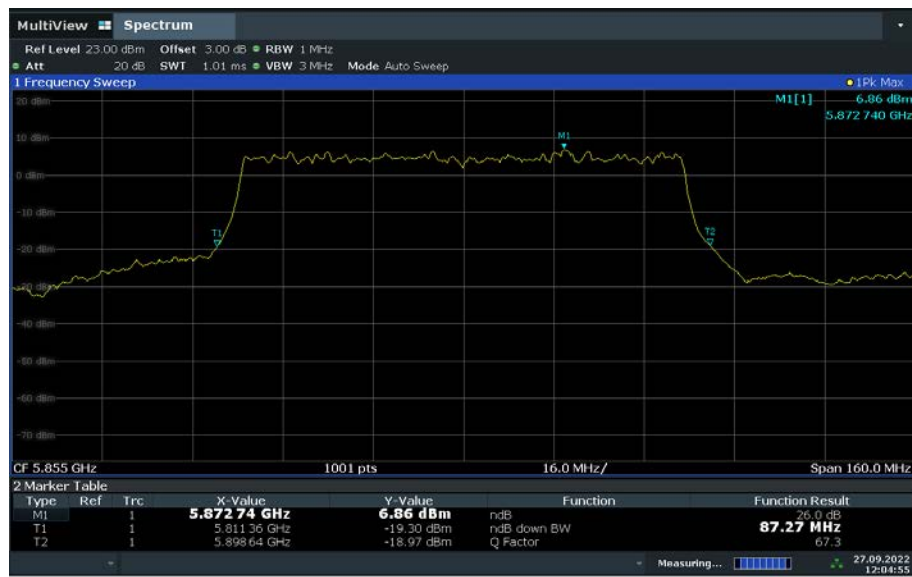 MultiView Spectrum
Ref Level 23.00 dBm Offset 3.00 dB RBW 1 MHz
Att 20 dB SWT 1.01 ms VBW 3 MHz Mode Auto Sweep
1 Frequency Sweep 1Pk Max
M1[1] 6.86 dBm
5.872 740 GHz
20 dBm
10 dBm
M1
0 dBm
-10 dBm
T1 T2
-20 dBm
-30 dBm
-40 dBm
-50 dBm
-60 dBm
-70 dBm
CF 5.855 GHz 1001 pts 16.0 MHz/ Span 160.0 MHz
2 Marker Table
Type Ref Trc X-Value Y-Value Function Function Result
M1 1 5.872 74 GHz 6.86 dBm ndB 26.0 dB
T1 1 5.811 36 GHz -19.30 dBm ndB down BW 87.27 MHz
T2 1 5.898 64 GHz -18.97 dBm Q Factor 67.3
Measuring... 27.09.2022
12:04:55